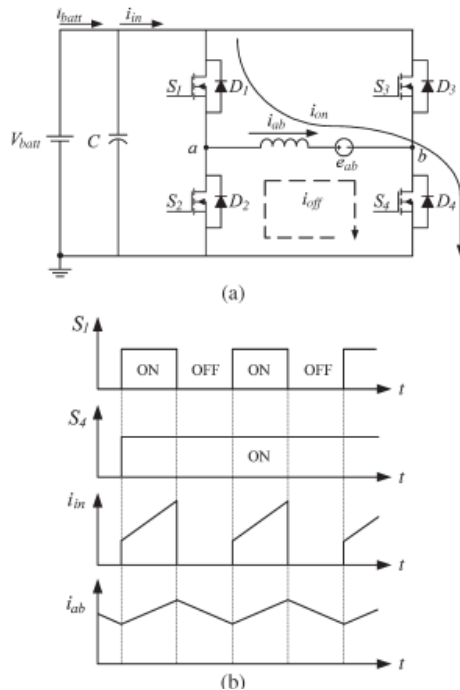 i_batt i_in
S_1 D_1 S_3 D_3
i_on
i_ab
V_batt C a b
e_ab
S_2 D_2 i_off S_4 D_4
(a)
S_1
ON OFF ON OFF t
S_4
ON t
i_in
t
i_ab
t
(b)